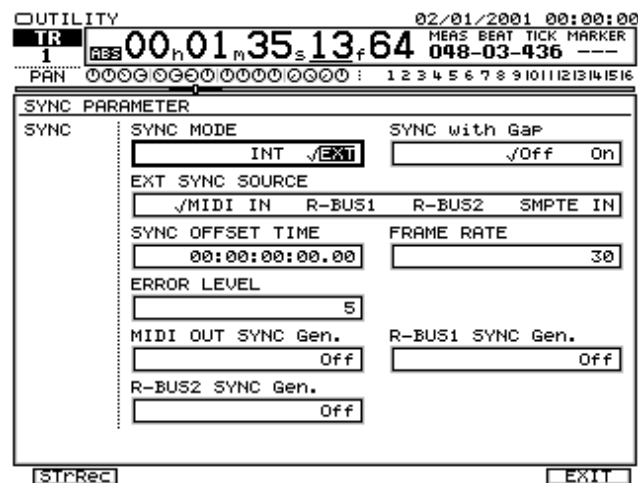 UTILITY 02/01/2001 00:00:00
TR 1 ABS 00h01m35s13f64 MEAS BEAT TICK MARKER
048-03-436 ---
PAN 1 2 3 4 5 6 7 8 9 10 11 12 13 14 15 16
SYNC PARAMETER
SYNC SYNC MODE SYNC with Gap
INT √EXT √Off On
EXT SYNC SOURCE
√MIDI IN R-BUS1 R-BUS2 SMPTE IN
SYNC OFFSET TIME FRAME RATE
00:00:00:00.00 30
ERROR LEVEL
5
MIDI OUT SYNC Gen. R-BUS1 SYNC Gen.
Off Off
R-BUS2 SYNC Gen.
Off
STrRec EXIT